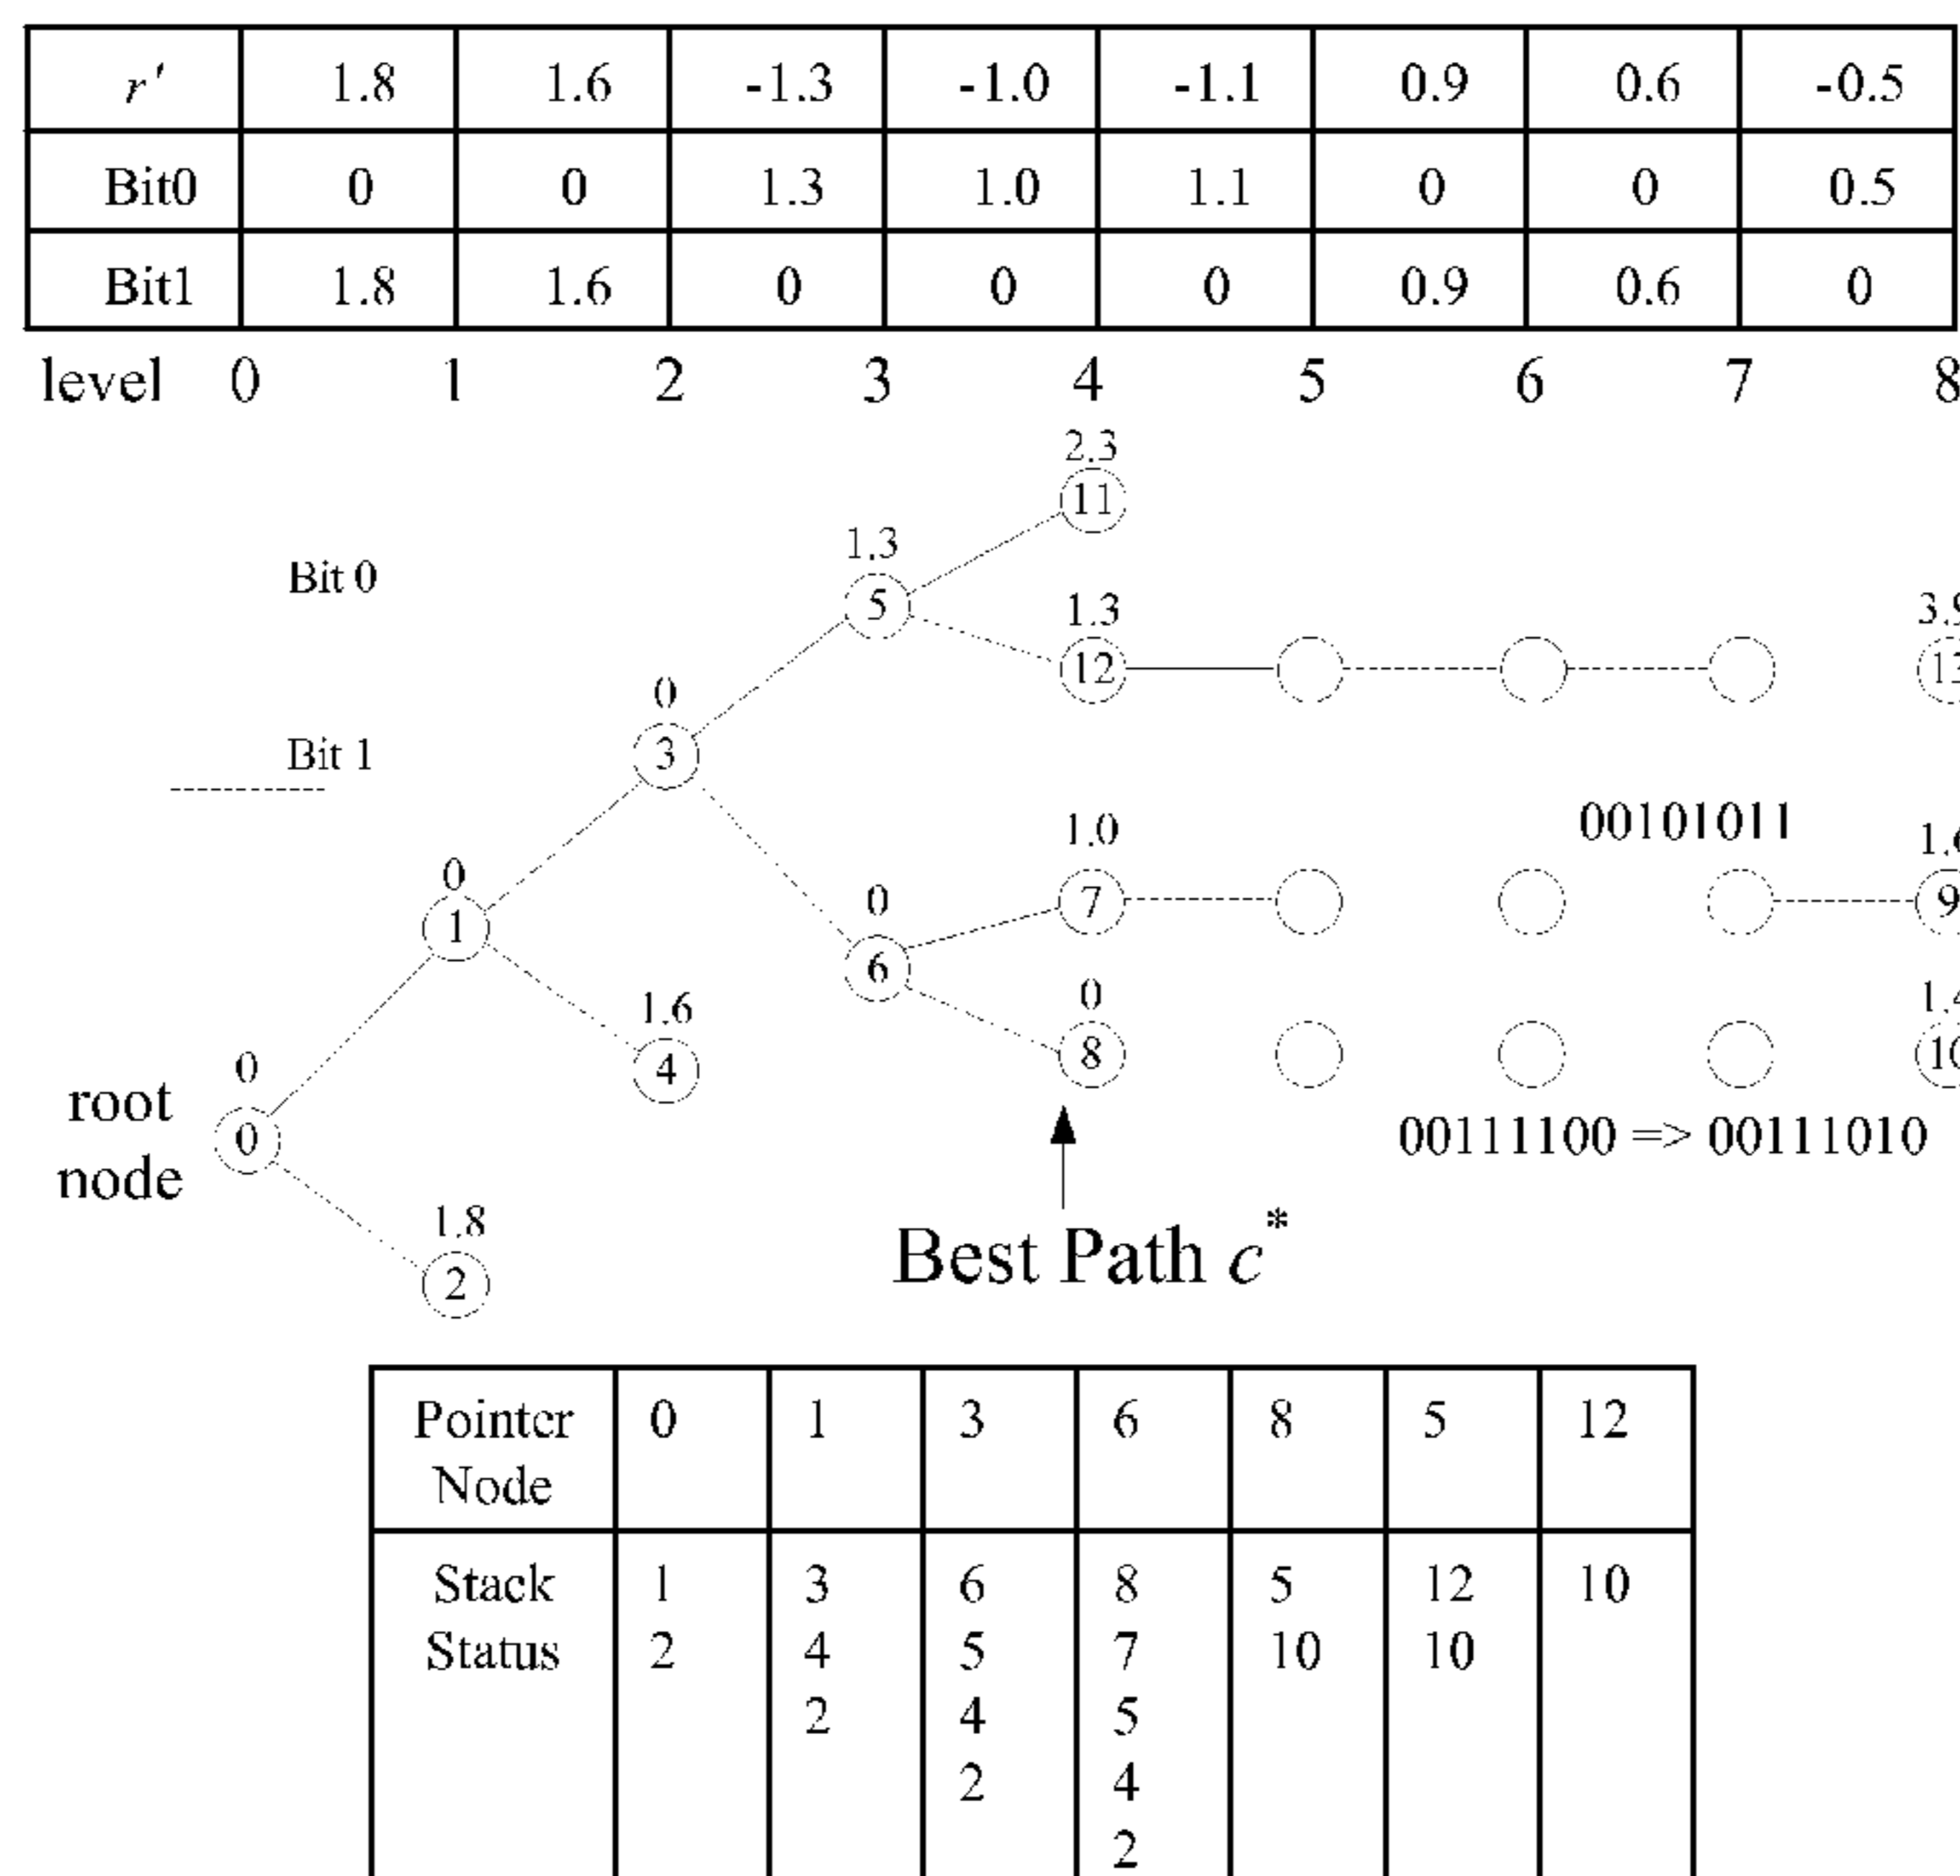 r' 1.8 1.6 -1.3 -1.0 -1.1 0.9 0.6 -0.5
Bit0 0 0 1.3 1.0 1.1 0 0 0.5
Bit1 1.8 1.6 0 0 0 0.9 0.6 0
level 0 1 2 3 4 5 6 7 8
2.3
11
1.3
5
Bit 0
1.3
12
0
3
Bit 1
00101011
1.0
7
9
0
1
0
6
1.6
4
0
8
root node
0
0
00111100 => 00111010
1.8
2
Best Path c*
Pointer Node 0 1 3 6 8 5 12
Stack Status 1 3 6 8 5 12 10
2 4 5 7 10 10
2 4 5
2 4
2